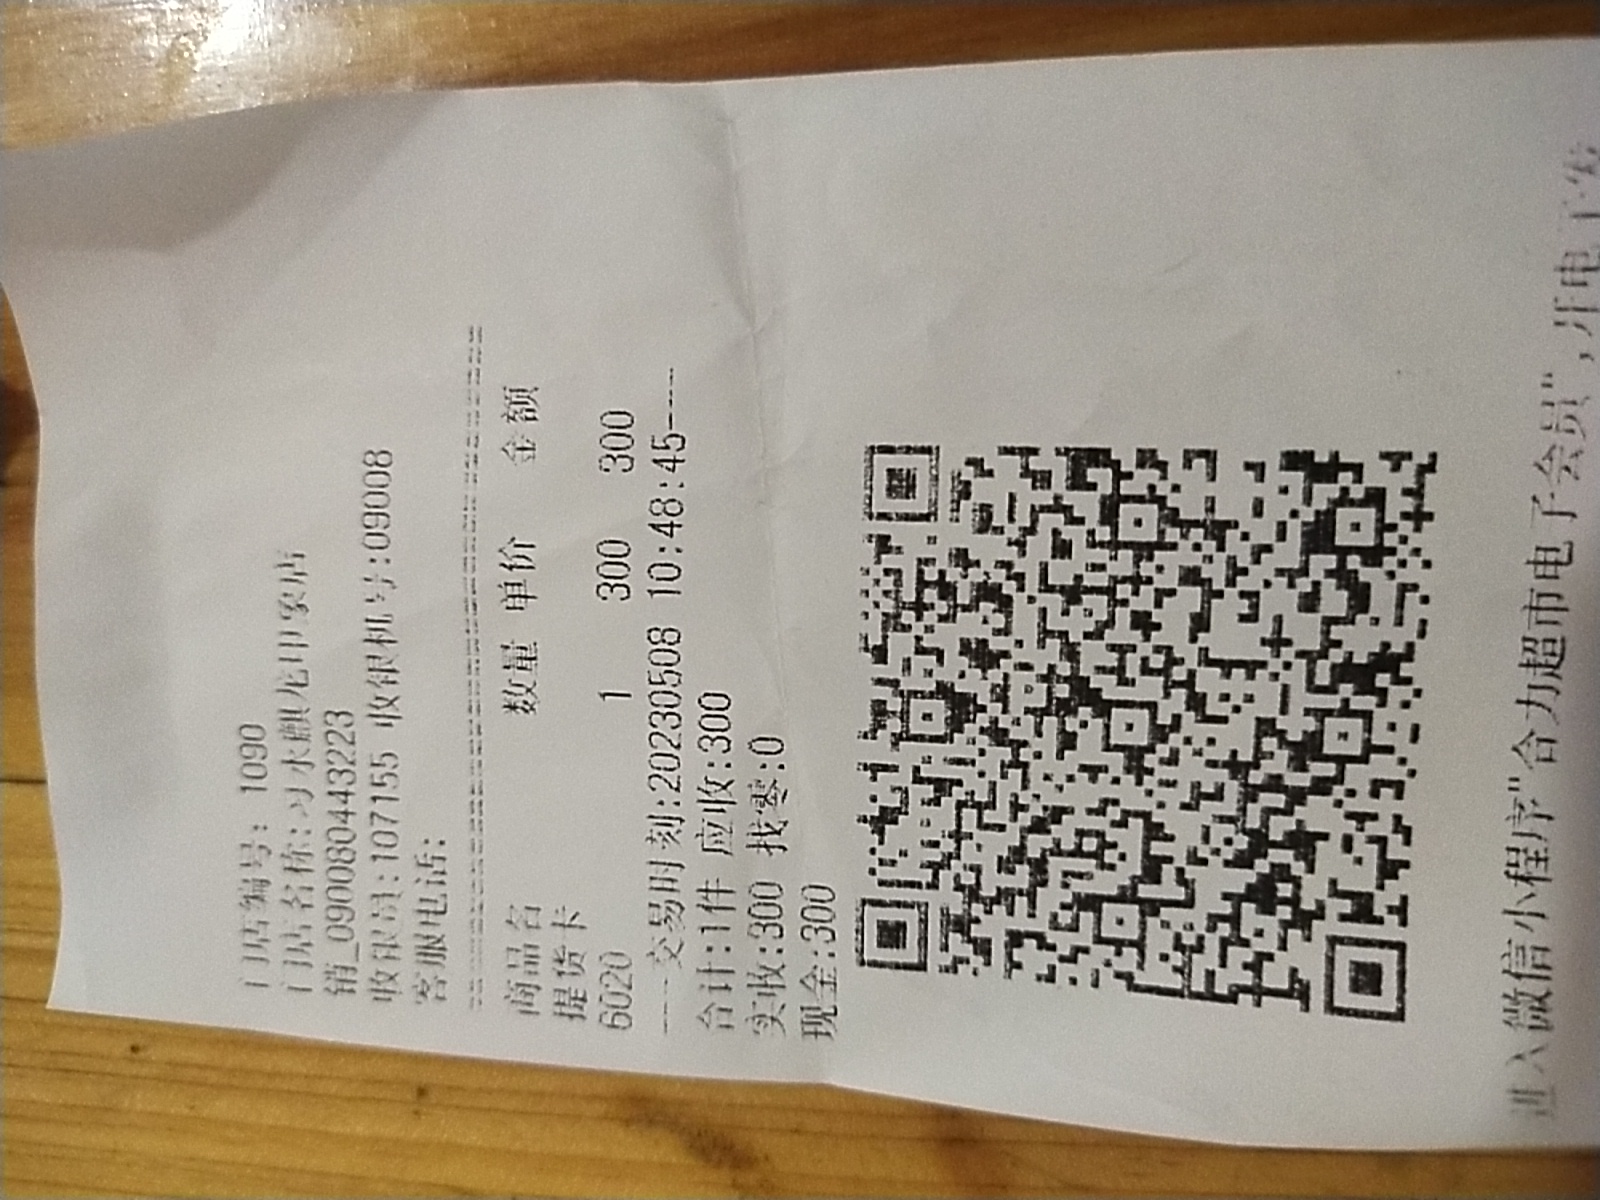 门店编号: 1090
门店名称:习水麒龙印象店
销_090080443223
收银员:107155 收银机号:09008
客服电话:
商品名 数量 单价 金额
提货卡
6020 1 300 300
----交易时刻:20230508 10:48:45----
合计:1件 应收:300
实收:300 找零:0
现金:300
进入微信小程序"合力超市电子会员",开电子发